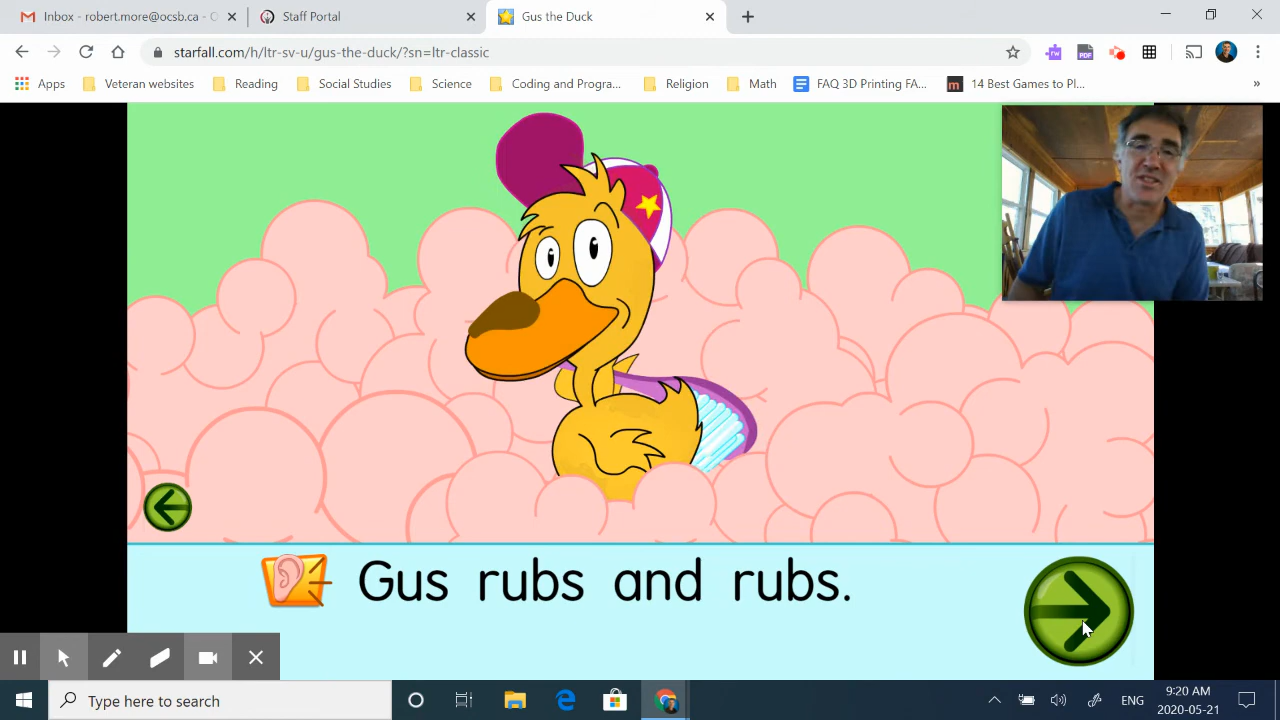 Inbox - robert.more@ocsb.ca - O
Staff Portal
Gus the Duck
starfall.com/h/ltr-sv-u/gus-the-duck/?sn=ltr-classic
rw
PDF
Apps
Veteran websites
Reading
Social Studies
Science
Coding and Progra...
Religion
Math
FAQ 3D Printing FA...
m
14 Best Games to Pl...
»
Gus rubs and rubs.
Type here to search
ENG
9:20 AM
2020-05-21